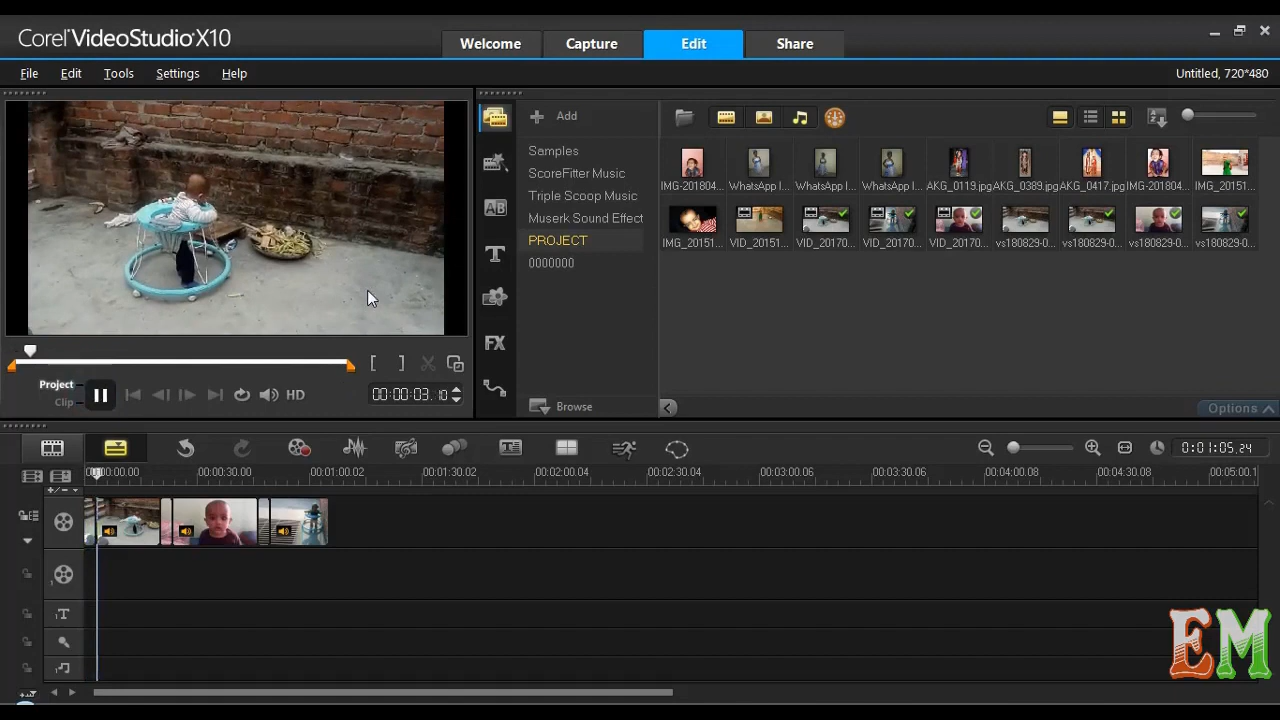 Corel VideoStudio X10
Welcome
Capture
Edit
Share
File
Edit
Tools
Settings
Help
Untitled, 720*480
Add
Samples
ScoreFitter Music
Triple Scoop Music
Muserk Sound Effect
PROJECT
0000000
Browse
IMG-201804...
WhatsApp I...
WhatsApp I...
WhatsApp I...
AKG_0119.jpg
AKG_0389.jpg
AKG_0417.jpg
IMG-201804...
IMG_20151...
IMG_20151...
VID_20151...
VID_20170...
VID_20170...
VID_20170...
vs180829-0...
vs180829-0...
vs180829-0...
vs180829-0...
Options
AB
T
FX
Project
Clip
HD
00:00:03.10
0:01:05.24
00:00:00.00
00:00:30.00
00:01:00.02
00:01:30.02
00:02:00.04
00:02:30.04
00:03:00.06
00:03:30.06
00:04:00.08
00:04:30.08
00:05:00.1
1
1T
1
EM